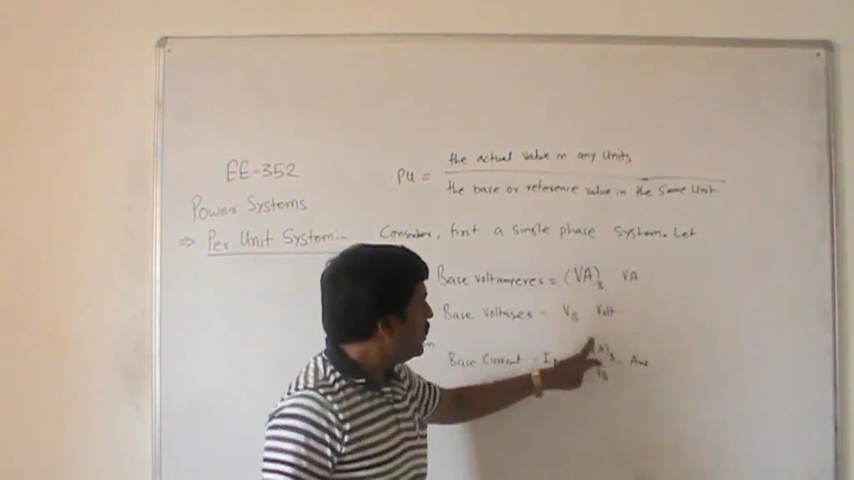 EE-352
PU = the actual value in any Units
the base or reference value in the Same Unit
Power Systems
⇒ Per Unit System:- Consider, first a single phase system. Let
Base Voltamperes = (VA)B VA
Base Voltages = VB Volt
Base Current = I